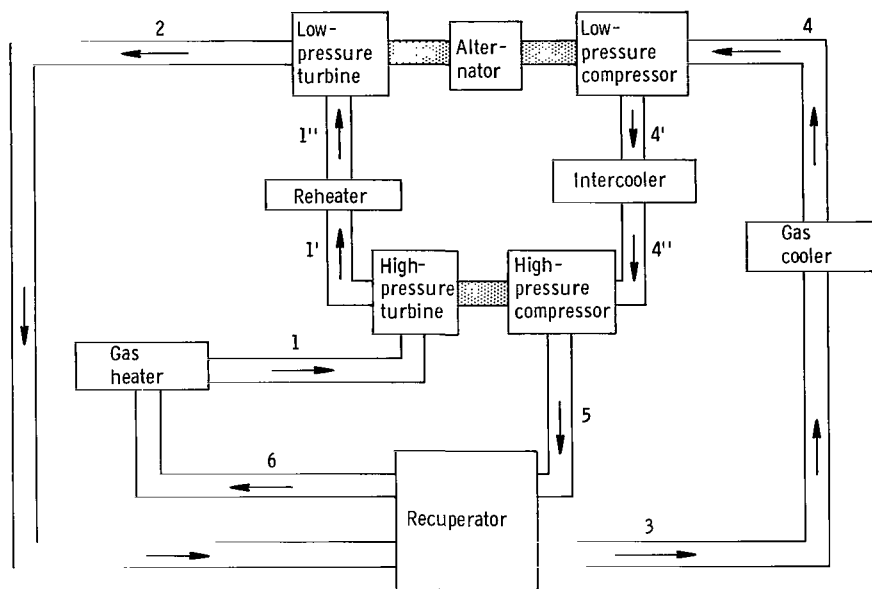 2
Low-
pressure
turbine
Alter-
nator
Low-
pressure
compressor
4
1''
4'
Reheater
Intercooler
1'
4''
Gas
cooler
High-
pressure
turbine
High-
pressure
compressor
Gas
heater
1
5
6
Recuperator
3